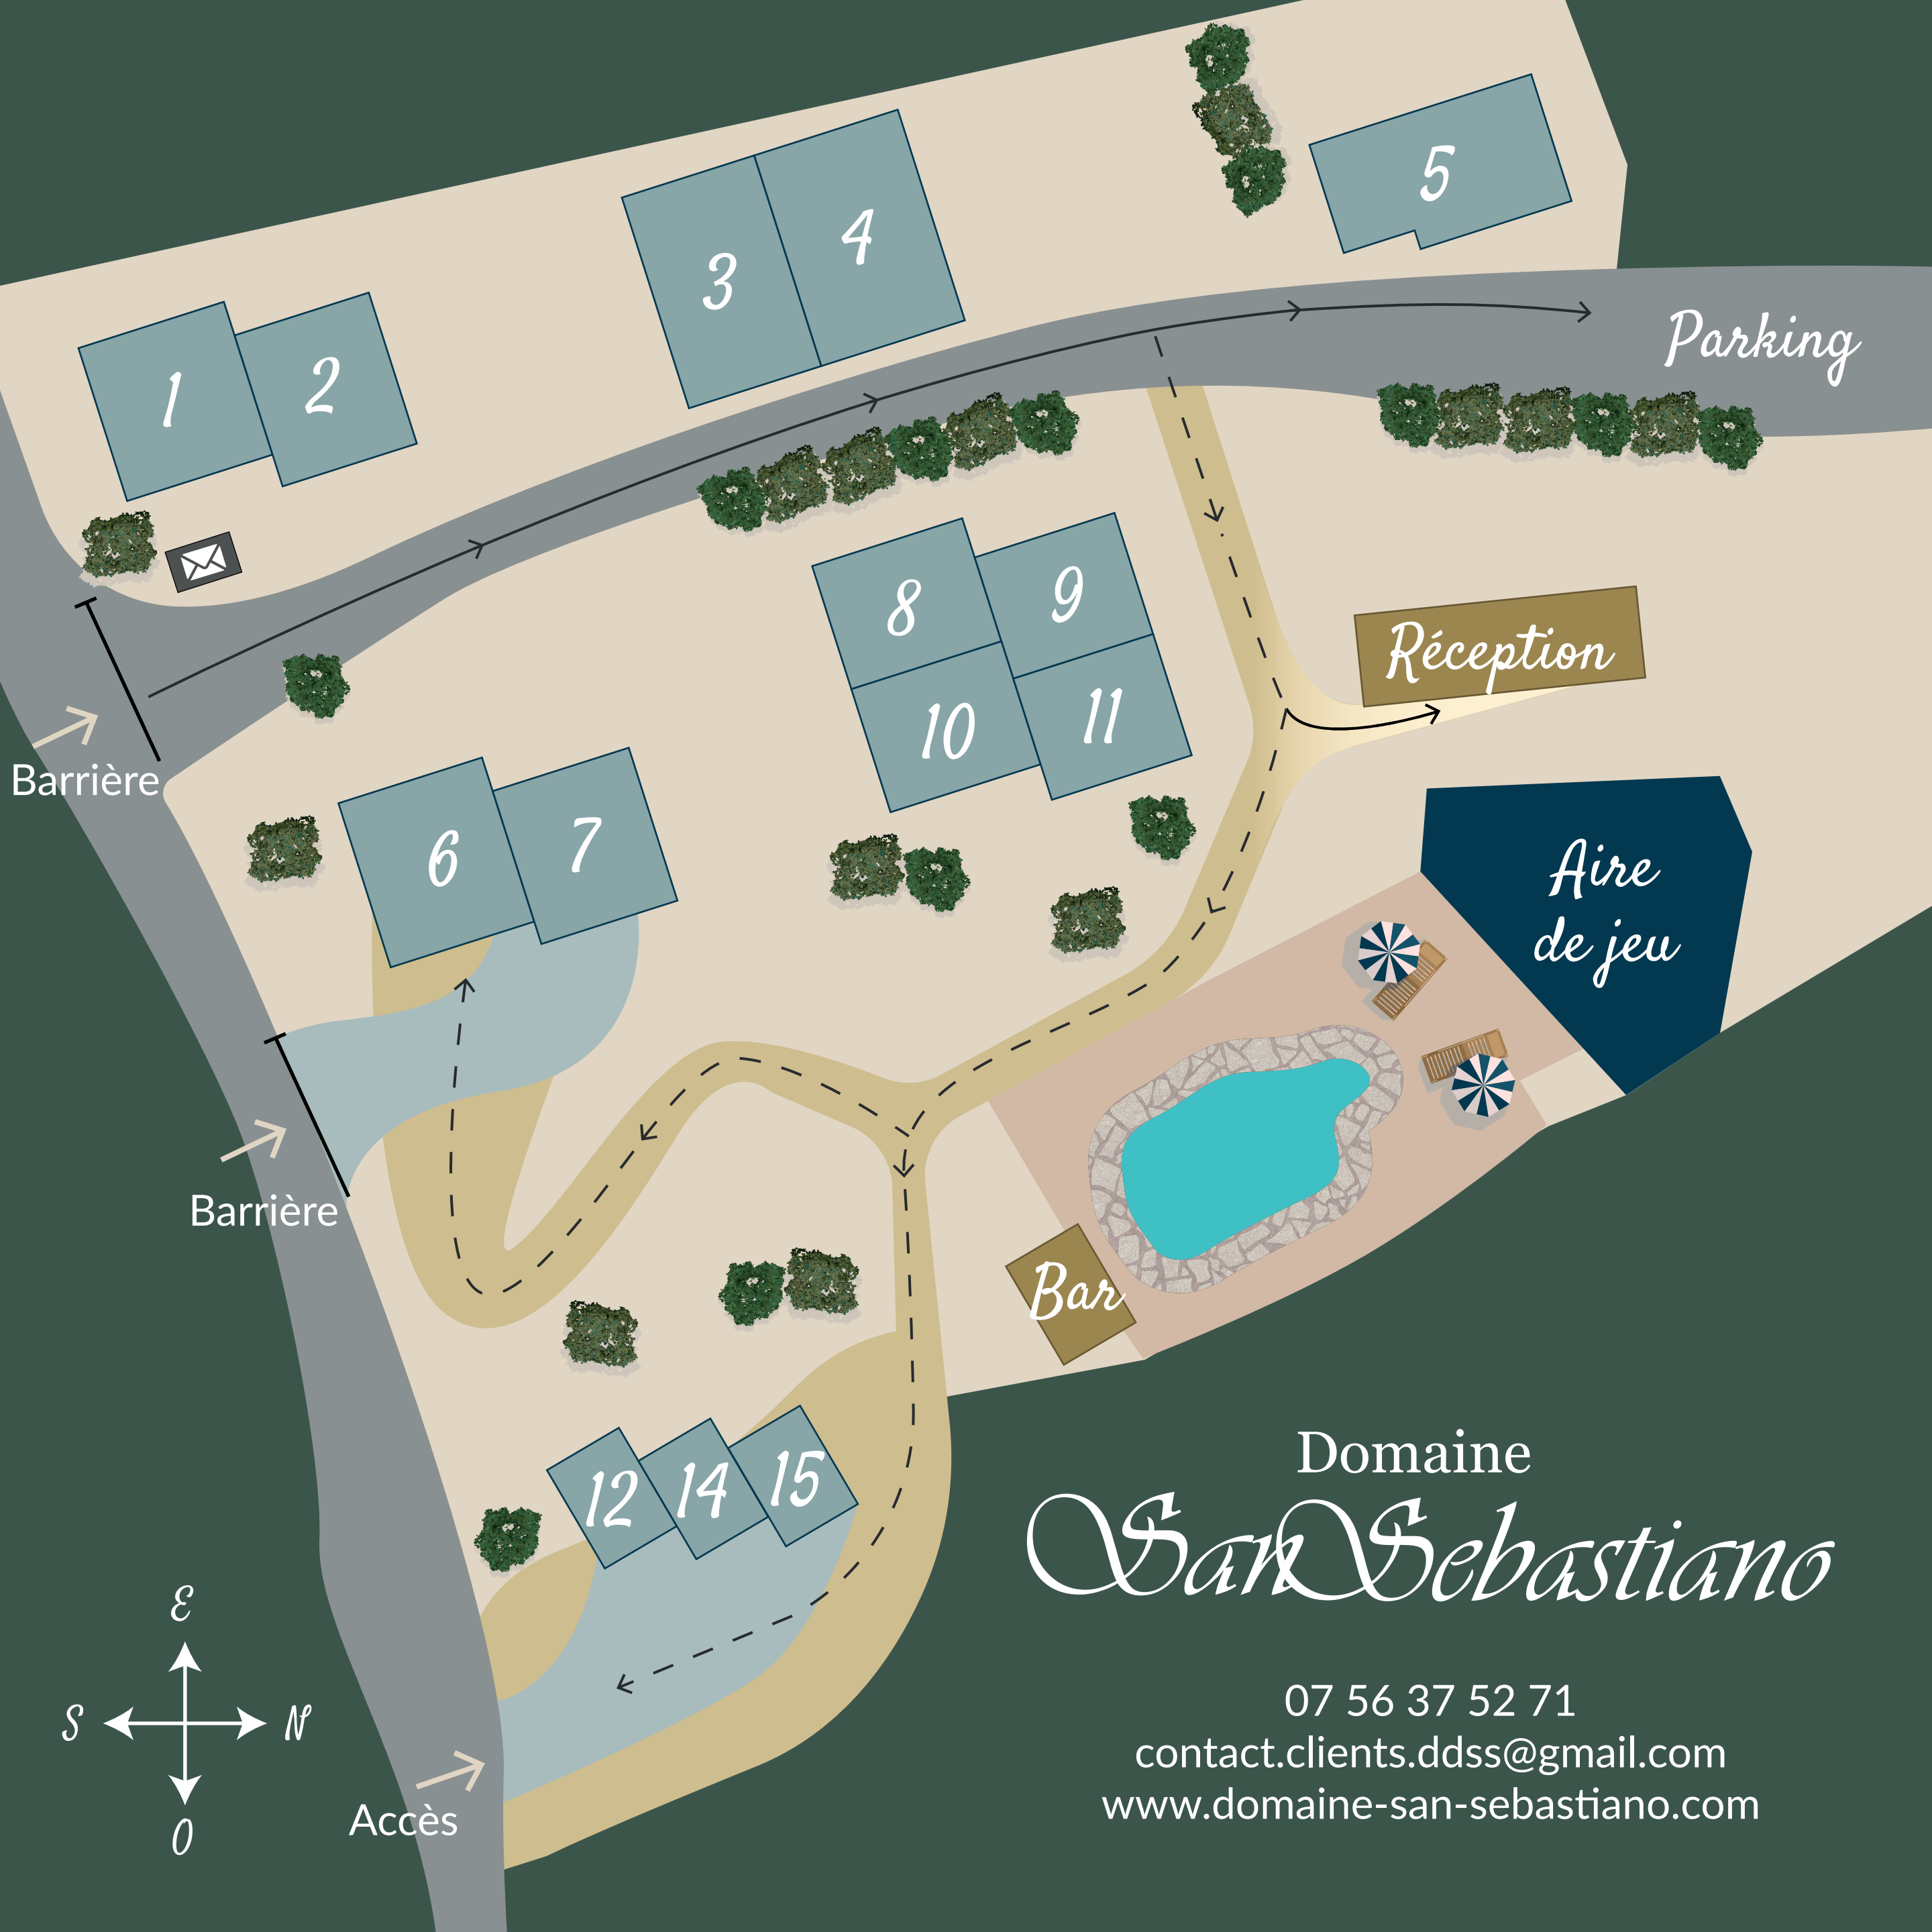 5
4
3
Parking
2
1
8
9
Réception
10
11
Barrière
7
6
Aire
de jeu
Barrière
Bar
Domaine
San Sebastiano
15
14
12
E
S
N
O
07 56 37 52 71
contact.clients.ddss@gmail.com
www.domaine-san-sebastiano.com
Accès